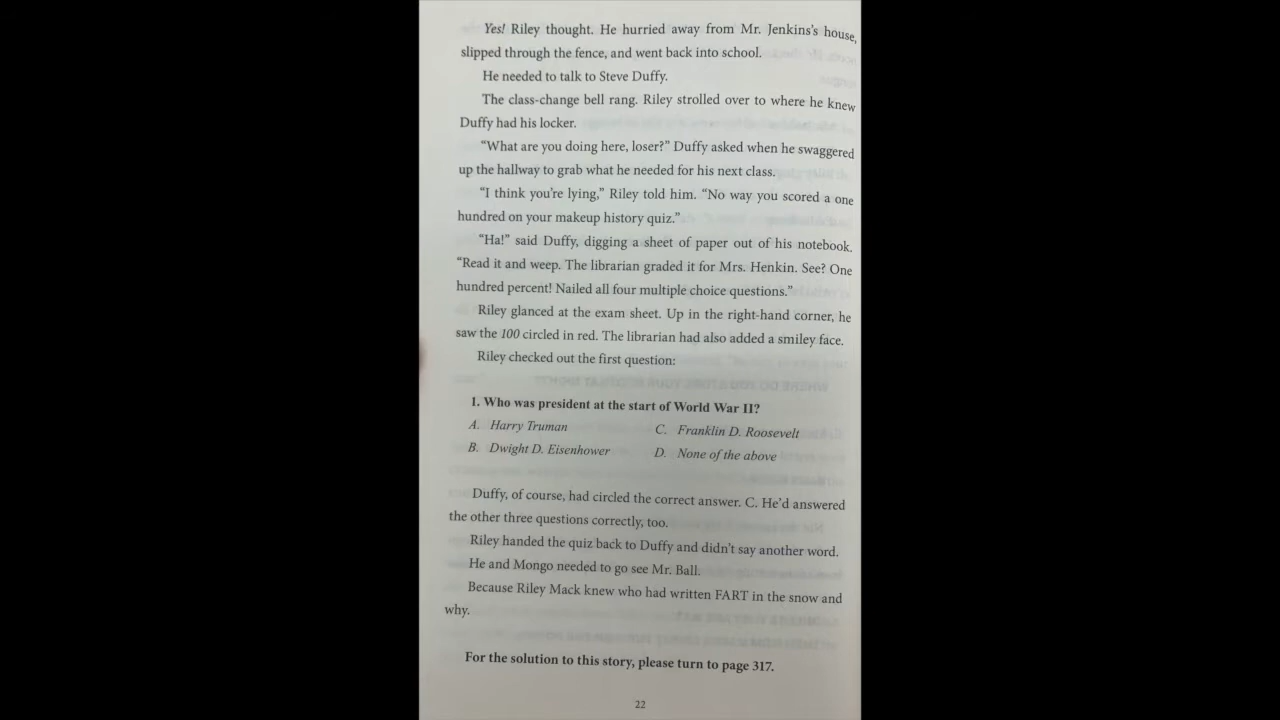 Yes! Riley thought. He hurried away from Mr. Jenkins's house,
slipped through the fence, and went back into school.
He needed to talk to Steve Duffy.
The class-change bell rang. Riley strolled over to where he knew
Duffy had his locker.
“What are you doing here, loser?” Duffy asked when he swaggered
up the hallway to grab what he needed for his next class.
“I think you're lying,” Riley told him. “No way you scored a one
hundred on your makeup history quiz.”
“Ha!” said Duffy, digging a sheet of paper out of his notebook.
“Read it and weep. The librarian graded it for Mrs. Henkin. See? One
hundred percent! Nailed all four multiple choice questions.”
Riley glanced at the exam sheet. Up in the right-hand corner, he
saw the 100 circled in red. The librarian had also added a smiley face.
Riley checked out the first question:
1. Who was president at the start of World War II?
A. Harry Truman
B. Dwight D. Eisenhower
C. Franklin D. Roosevelt
D. None of the above
Duffy, of course, had circled the correct answer. C. He'd answered
the other three questions correctly, too.
Riley handed the quiz back to Duffy and didn't say another word.
He and Mongo needed to go see Mr. Ball.
Because Riley Mack knew who had written FART in the snow and
why.
For the solution to this story, please turn to page 317.
22